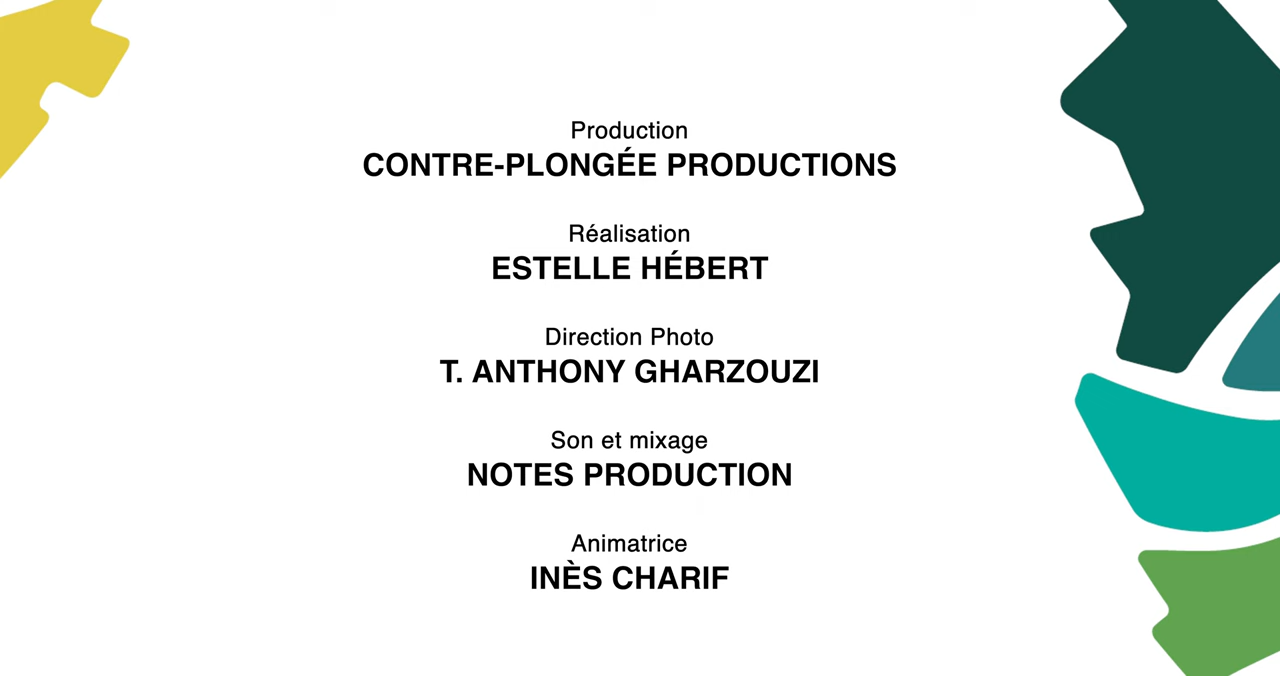 Production
CONTRE-PLONGÉE PRODUCTIONS
Réalisation
ESTELLE HÉBERT
Direction Photo
T. ANTHONY GHARZOUZI
Son et mixage
NOTES PRODUCTION
Animatrice
INÈS CHARIF